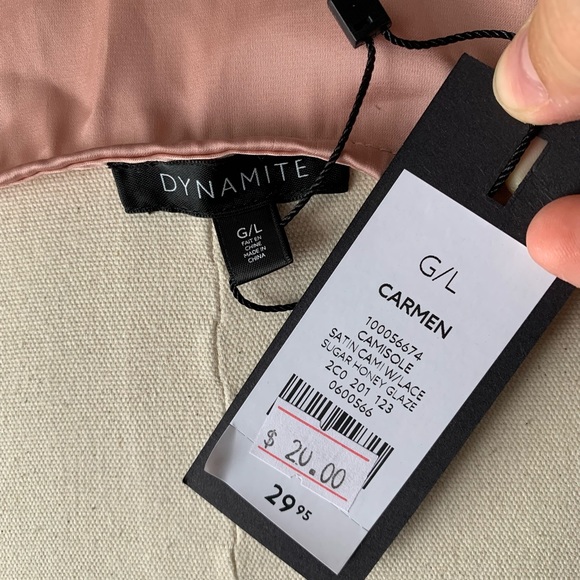 DYNAMITE
G/L
FAIT EN
CHINE
MADE IN
CHINA
G/L
CARMEN
100056674
CAMISOLE
SATIN CAMI W/LACE
SUGAR HONEY GLAZE
2C0 201 123
0600566
$ 20.00
29 95